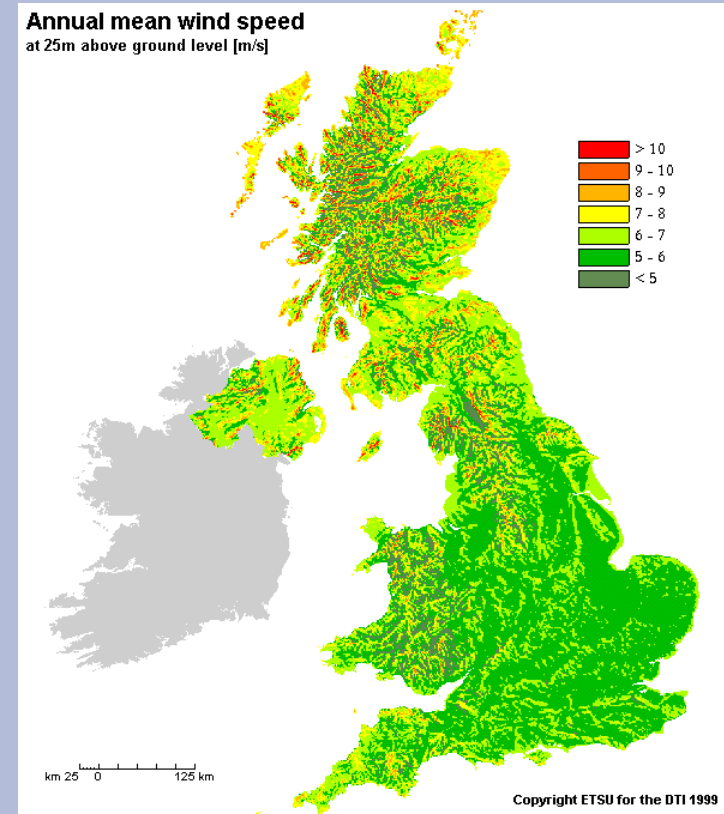 Annual mean wind speed
at 25m above ground level [m/s]
> 10
9 - 10
8 - 9
7 - 8
6 - 7
5 - 6
< 5
km 25 0 125 km
Copyright ETSU for the DTI 1999